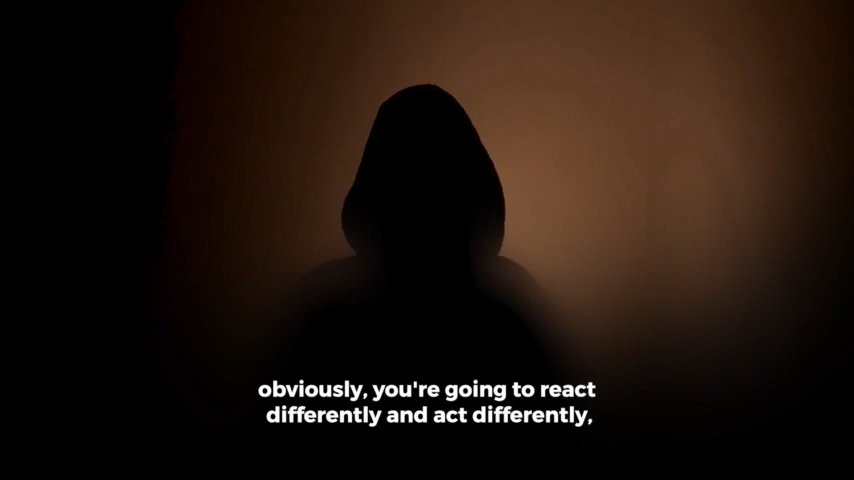 obviously, you're going to react
differently and act differently,